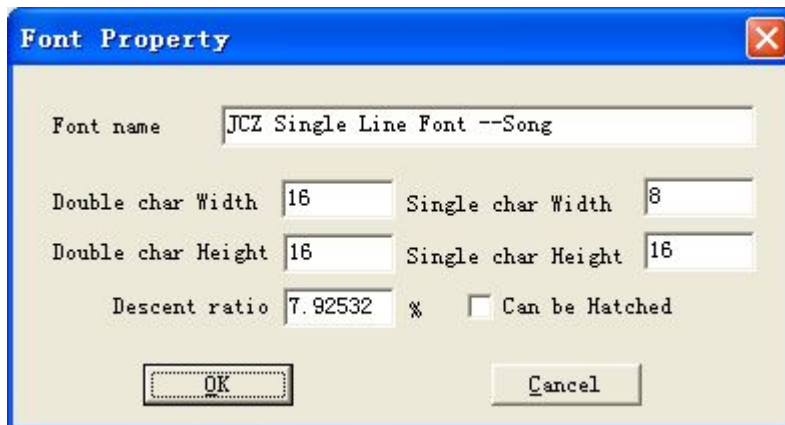 Font Property
Font name JCZ Single Line Font --Song
Double char Width 16 Single char Width 8
Double char Height 16 Single char Height 16
Descent ratio 7.92532 % Can be Hatched
OK Cancel